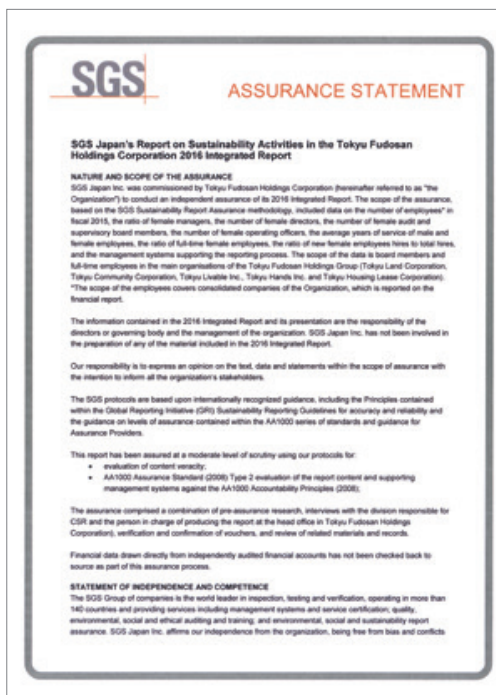 SGS
ASSURANCE STATEMENT
SGS Japan's Report on Sustainability Activities in the Tokyu Fudosan
Holdings Corporation 2016 Integrated Report
NATURE AND SCOPE OF THE ASSURANCE
SGS Japan Inc. was commissioned by Tokyu Fudosan Holdings Corporation (hereinafter referred to as "the
Organization") to conduct an independent assurance of its 2016 Integrated Report. The scope of the assurance,
based on the SGS Sustainability Report Assurance methodology, included data on the number of employees* in
fiscal 2015, the ratio of female managers, the number of female directors, the number of female audit and
supervisory board members, the number of female operating officers, the average years of service of male and
female employees, the ratio of full-time female employees, the ratio of new female employees hires to total hires,
and the management systems supporting the reporting process. The scope of the data is board members and
full-time employees in the main organisations of the Tokyu Fudosan Holdings Group (Tokyu Land Corporation,
Tokyu Community Corporation, Tokyu Livable Inc., Tokyu Hands Inc. and Tokyu Housing Lease Corporation).
*The scope of the employees covers consolidated companies of the Organization, which is reported on the
financial report.
The information contained in the 2016 Integrated Report and its presentation are the responsibility of the
directors or governing body and the management of the organization. SGS Japan Inc. has not been involved in
the preparation of any of the material included in the 2016 Integrated Report.
Our responsibility is to express an opinion on the text, data and statements within the scope of assurance with
the intention to inform all the organization's stakeholders.
The SGS protocols are based upon internationally recognized guidance, including the Principles contained
within the Global Reporting Initiative (GRI) Sustainability Reporting Guidelines for accuracy and reliability and
the guidance on levels of assurance contained within the AA1000 series of standards and guidance for
Assurance Providers.
This report has been assured at a moderate level of scrutiny using our protocols for:
• evaluation of content veracity;
• AA1000 Assurance Standard (2008) Type 2 evaluation of the report content and supporting
management systems against the AA1000 Accountability Principles (2008);
The assurance comprised a combination of pre-assurance research, interviews with the division responsible for
CSR and the person in charge of producing the report at the head office in Tokyu Fudosan Holdings
Corporation), verification and confirmation of vouchers, and review of related materials and records.
Financial data drawn directly from independently audited financial accounts has not been checked back to
source as part of this assurance process.
STATEMENT OF INDEPENDENCE AND COMPETENCE
The SGS Group of companies is the world leader in inspection, testing and verification, operating in more than
140 countries and providing services including management systems and service certification; quality,
environmental, social and ethical auditing and training; and environmental, social and sustainability report
assurance. SGS Japan Inc. affirms our independence from the organization, being free from bias and conflicts